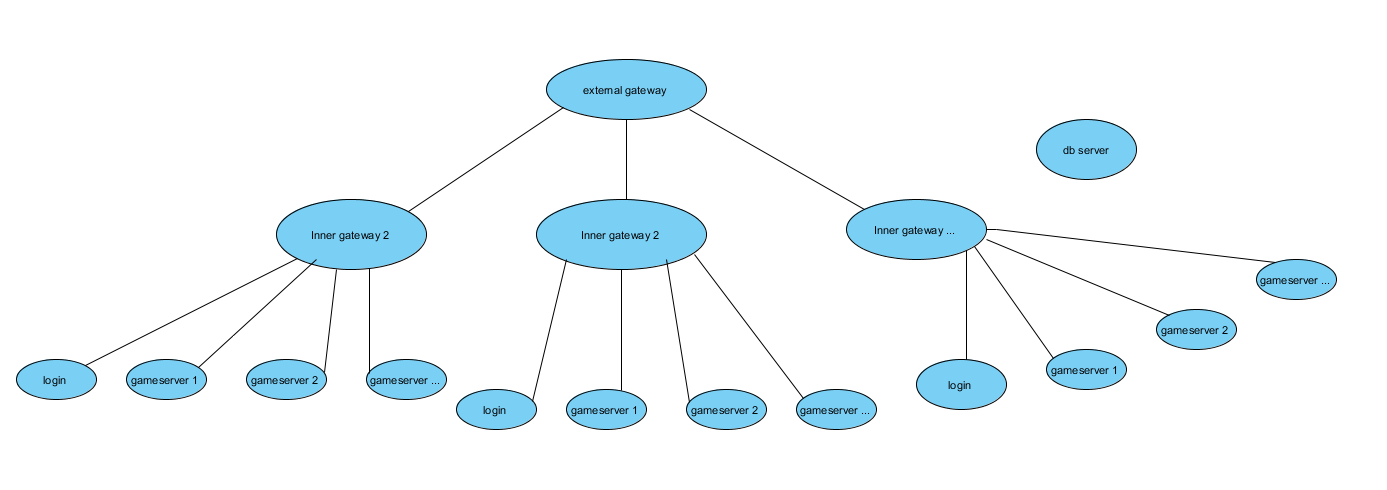 external gateway
db server
Inner gateway 2
Inner gateway 2
Inner gateway ...
gameserver ...
gameserver 2
gameserver 1
login
gameserver 1
gameserver 2
gameserver ...
login
login
gameserver 1
gameserver 2
gameserver ...